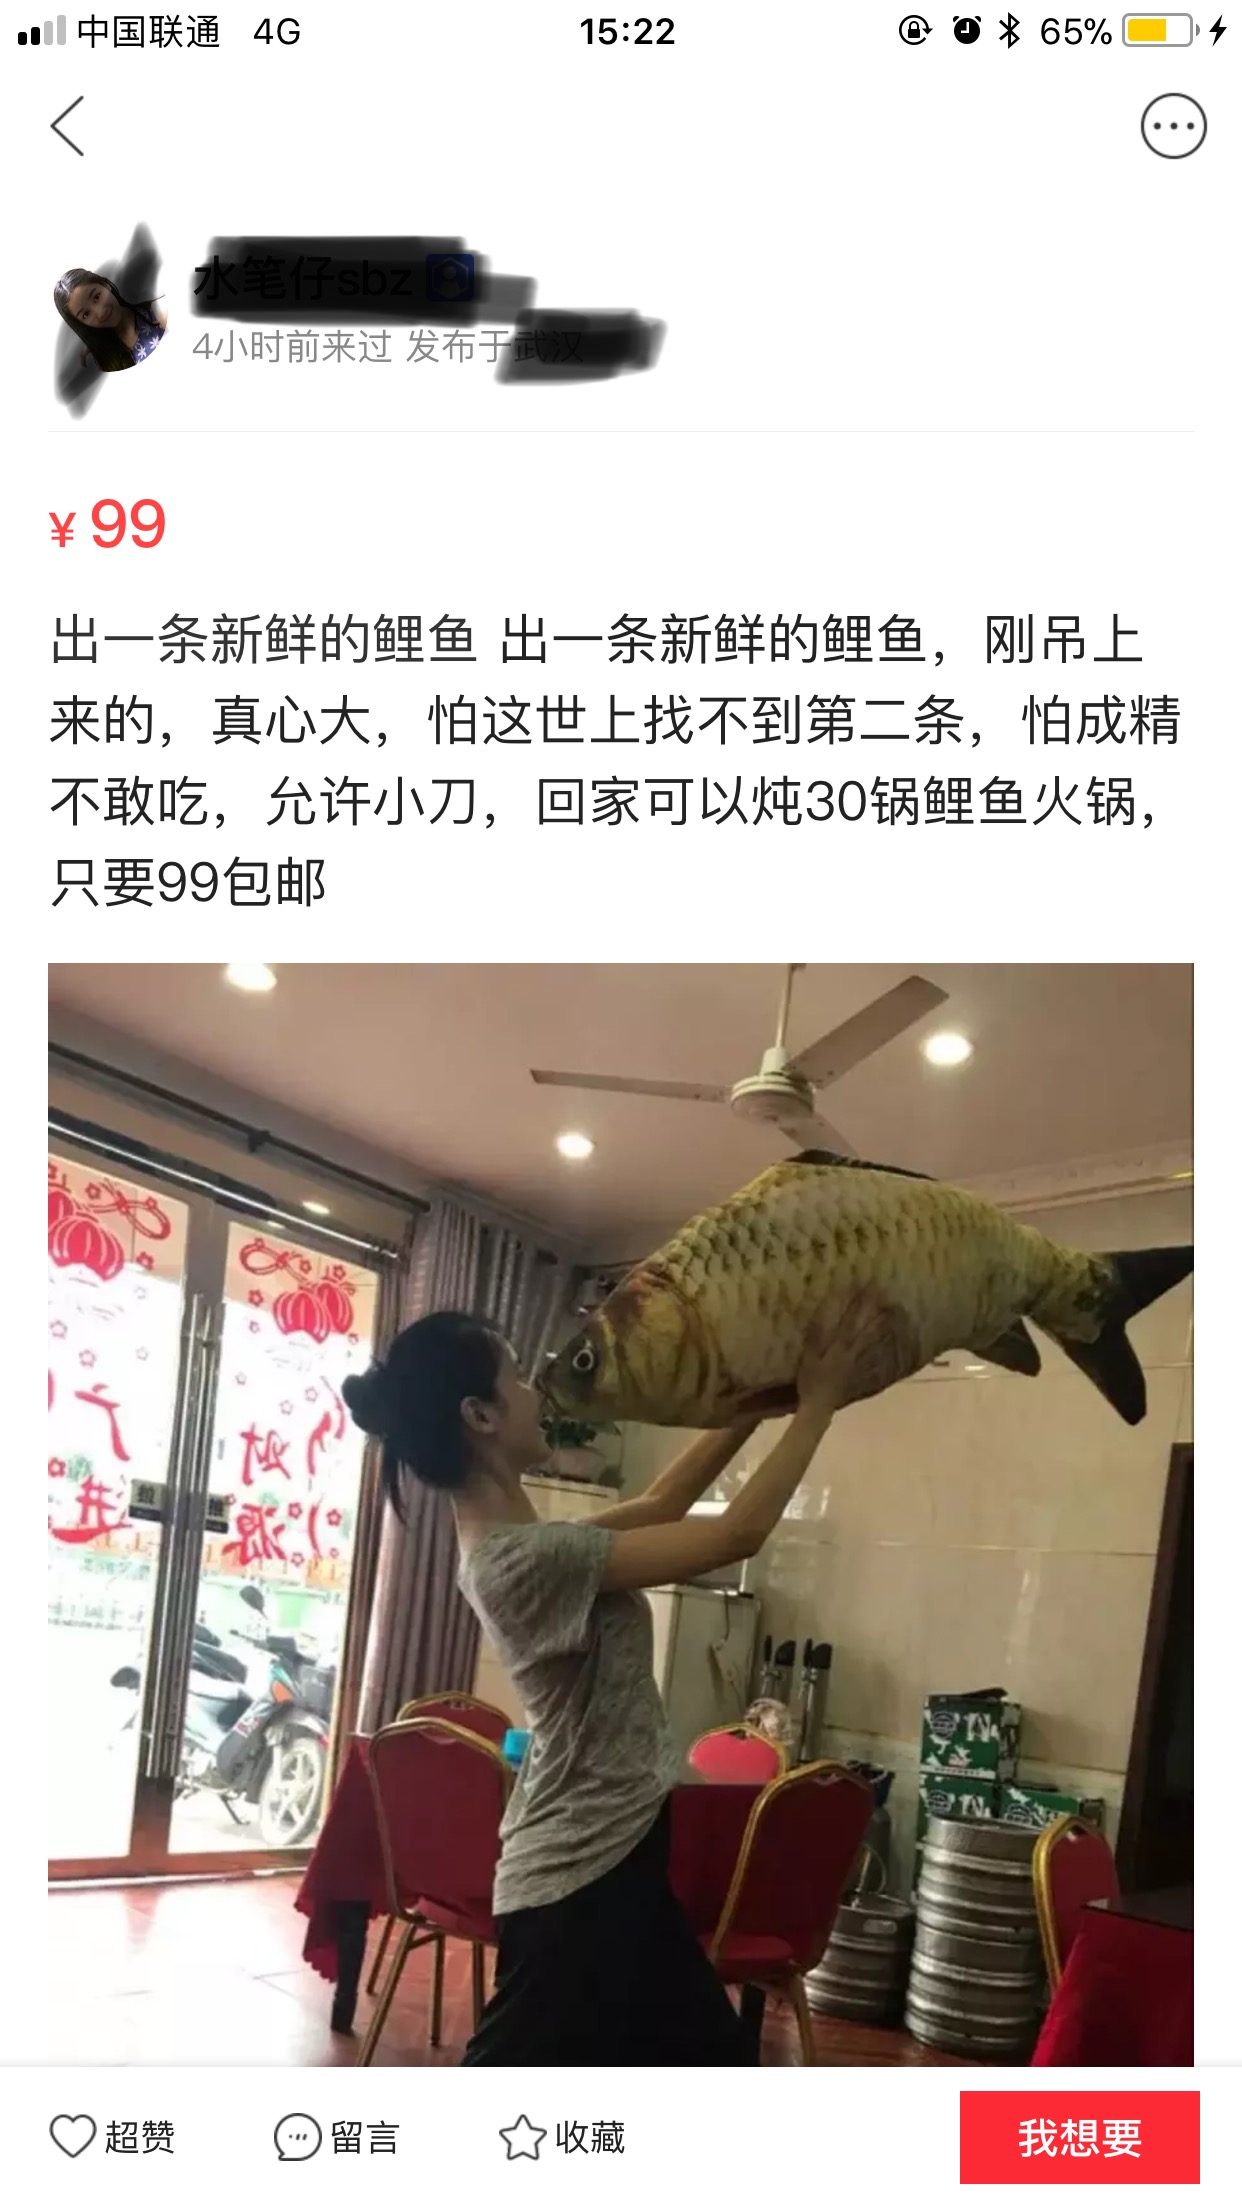 中国联通 4G 15:22 65%
水笔仔sbz
4小时前来过 发布于武汉
¥99
出一条新鲜的鲤鱼 出一条新鲜的鲤鱼，刚吊上
来的，真心大，怕这世上找不到第二条，怕成精
不敢吃，允许小刀，回家可以炖30锅鲤鱼火锅，
只要99包邮
财
源
广
进
超赞 留言 收藏 我想要